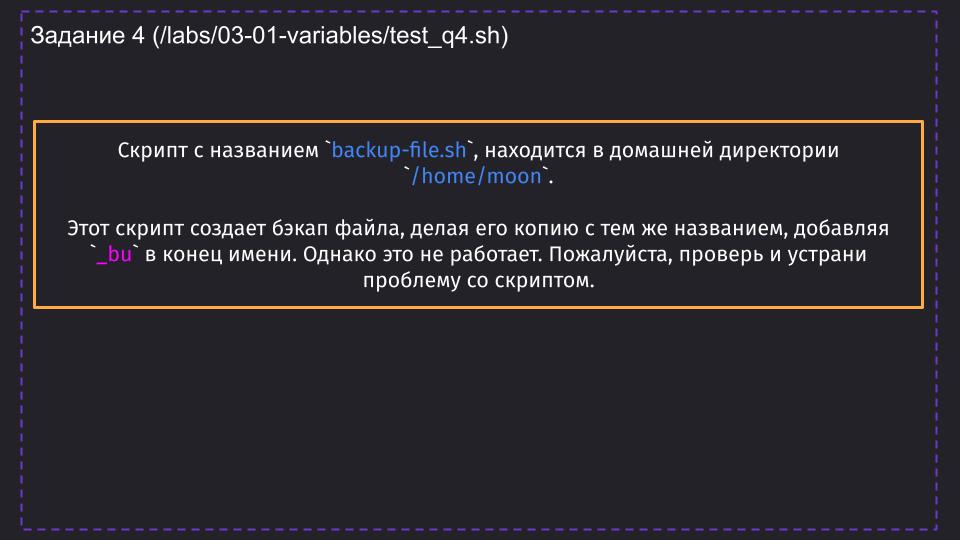 Задание 4 (/labs/03-01-variables/test_q4.sh)
Скрипт с названием `backup-file.sh`, находится в домашней директории
`/home/moon`.
Этот скрипт создает бэкап файла, делая его копию с тем же названием, добавляя
`_bu` в конец имени. Однако это не работает. Пожалуйста, проверь и устрани
проблему со скриптом.